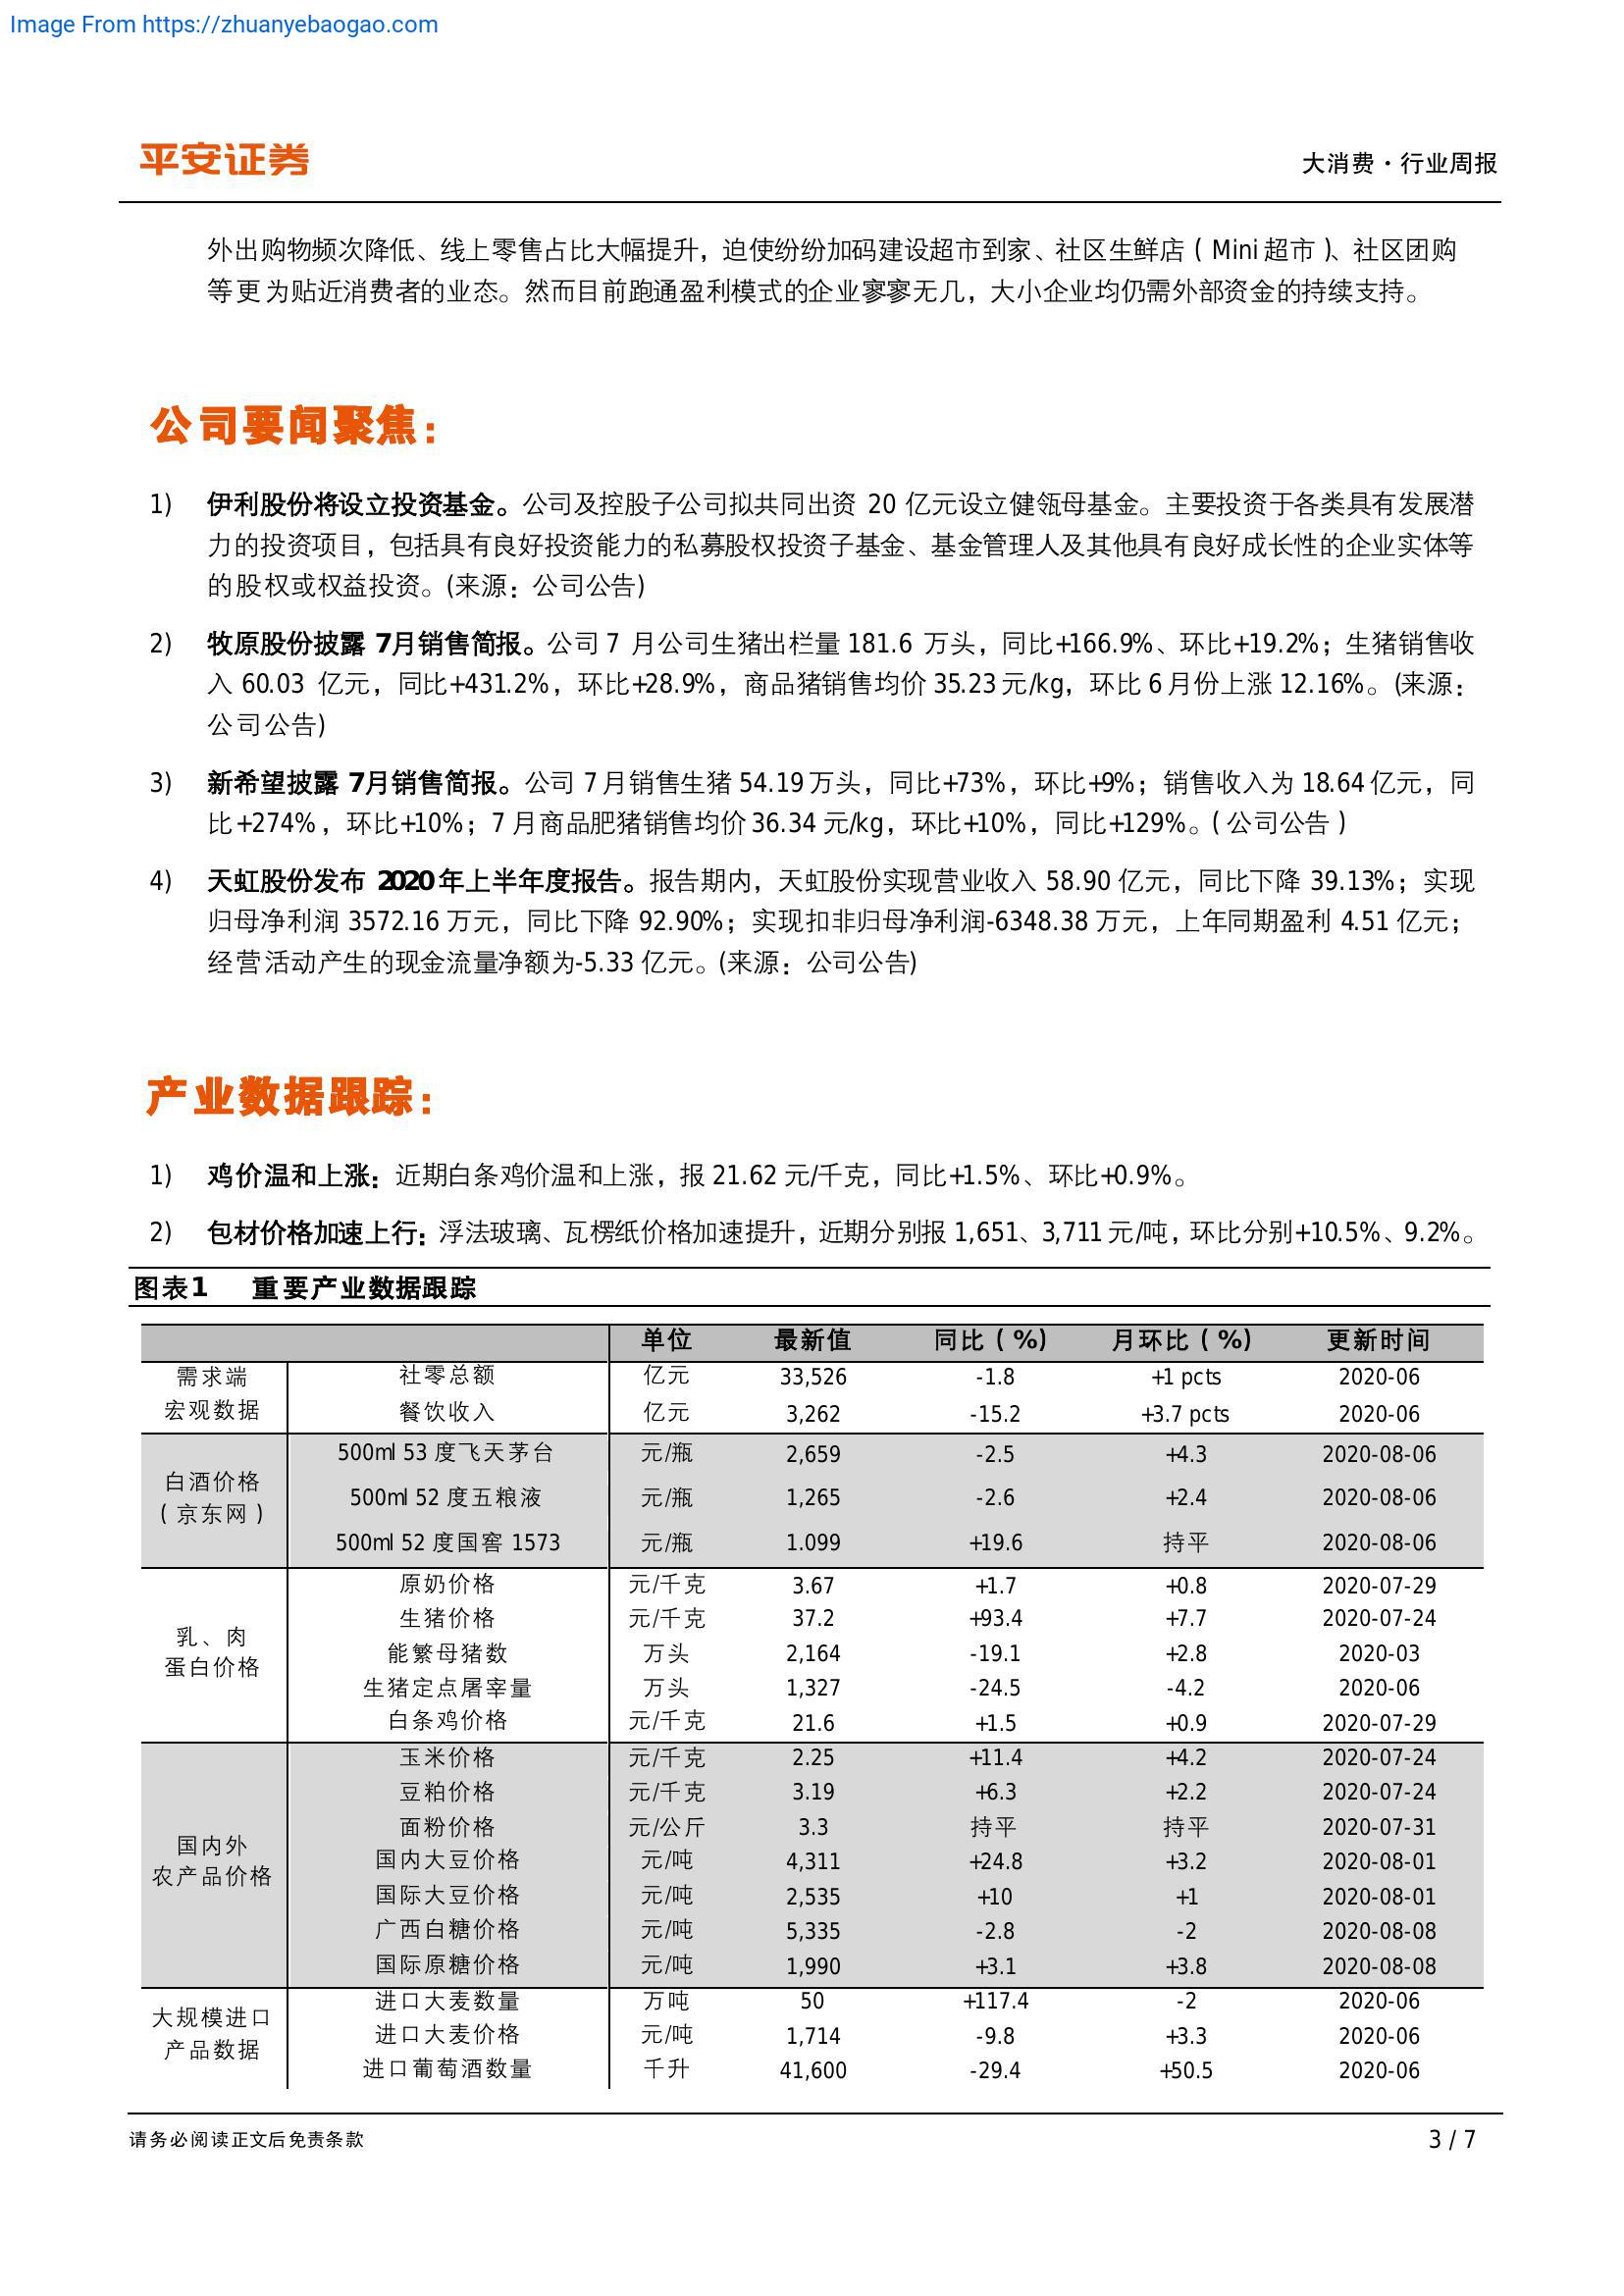 Image From https://zhuanyebaogao.com
平安证券
大消费·行业周报
外出购物频次降低、线上零售占比大幅提升，迫使纷纷加码建设超市到家、社区生鲜店（Mini超市）、社区团购
等更为贴近消费者的业态。然而目前跑通盈利模式的企业寥寥无几，大小企业均仍需外部资金的持续支持。
公司要闻聚焦：
1) 伊利股份将设立投资基金。公司及控股子公司拟共同出资 20 亿元设立健瓴母基金。主要投资于各类具有发展潜
力的投资项目，包括具有良好投资能力的私募股权投资子基金、基金管理人及其他具有良好成长性的企业实体等
的股权或权益投资。(来源：公司公告)
2) 牧原股份披露 7月销售简报。公司 7 月公司生猪出栏量 181.6 万头，同比+166.9%、环比+19.2%；生猪销售收
入 60.03 亿元，同比+431.2%，环比+28.9%，商品猪销售均价 35.23 元/kg，环比 6 月份上涨 12.16%。(来源：
公司公告)
3) 新希望披露 7月销售简报。公司 7 月销售生猪 54.19 万头，同比+73%，环比+9%；销售收入为 18.64 亿元，同
比+274%，环比+10%；7 月商品肥猪销售均价 36.34 元/kg，环比+10%，同比+129%。(公司公告)
4) 天虹股份发布 2020 年上半年度报告。报告期内，天虹股份实现营业收入 58.90 亿元，同比下降 39.13%；实现
归母净利润 3572.16 万元，同比下降 92.90%；实现扣非归母净利润-6348.38 万元，上年同期盈利 4.51 亿元；
经营活动产生的现金流量净额为-5.33 亿元。(来源：公司公告)
产业数据跟踪：
1) 鸡价温和上涨：近期白条鸡价温和上涨，报 21.62 元/千克，同比+1.5%、环比+0.9%。
2) 包材价格加速上行：浮法玻璃、瓦楞纸价格加速提升，近期分别报 1,651、3,711 元/吨，环比分别+10.5%、9.2%。
图表1 重要产业数据跟踪
单位 最新值 同比（%) 月环比（%) 更新时间
需求端
宏观数据
社零总额 亿元 33,526 -1.8 +1 pcts 2020-06
餐饮收入 亿元 3,262 -15.2 +3.7 pcts 2020-06
白酒价格
（京东网）
500ml 53 度飞天茅台 元/瓶 2,659 -2.5 +4.3 2020-08-06
500ml 52 度五粮液 元/瓶 1,265 -2.6 +2.4 2020-08-06
500ml 52 度国窖 1573 元/瓶 1.099 +19.6 持平 2020-08-06
乳、肉
蛋白价格
原奶价格 元/千克 3.67 +1.7 +0.8 2020-07-29
生猪价格 元/千克 37.2 +93.4 +7.7 2020-07-24
能繁母猪数 万头 2,164 -19.1 +2.8 2020-03
生猪定点屠宰量 万头 1,327 -24.5 -4.2 2020-06
白条鸡价格 元/千克 21.6 +1.5 +0.9 2020-07-29
国内外
农产品价格
玉米价格 元/千克 2.25 +11.4 +4.2 2020-07-24
豆粕价格 元/千克 3.19 +6.3 +2.2 2020-07-24
面粉价格 元/公斤 3.3 持平 持平 2020-07-31
国内大豆价格 元/吨 4,311 +24.8 +3.2 2020-08-01
国际大豆价格 元/吨 2,535 +10 +1 2020-08-01
广西白糖价格 元/吨 5,335 -2.8 -2 2020-08-08
国际原糖价格 元/吨 1,990 +3.1 +3.8 2020-08-08
大规模进口
产品数据
进口大麦数量 万吨 50 +117.4 -2 2020-06
进口大麦价格 元/吨 1,714 -9.8 +3.3 2020-06
进口葡萄酒数量 千升 41,600 -29.4 +50.5 2020-06
请务必阅读正文后免责条款
3 / 7